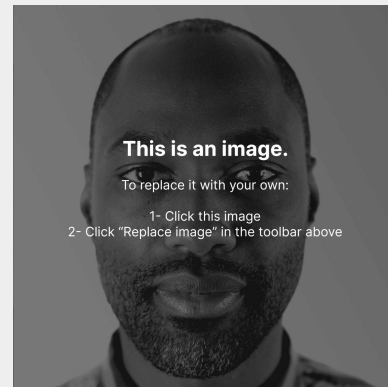 This is an image.
To replace it with your own:
1- Click this image
2- Click “Replace image” in the toolbar above